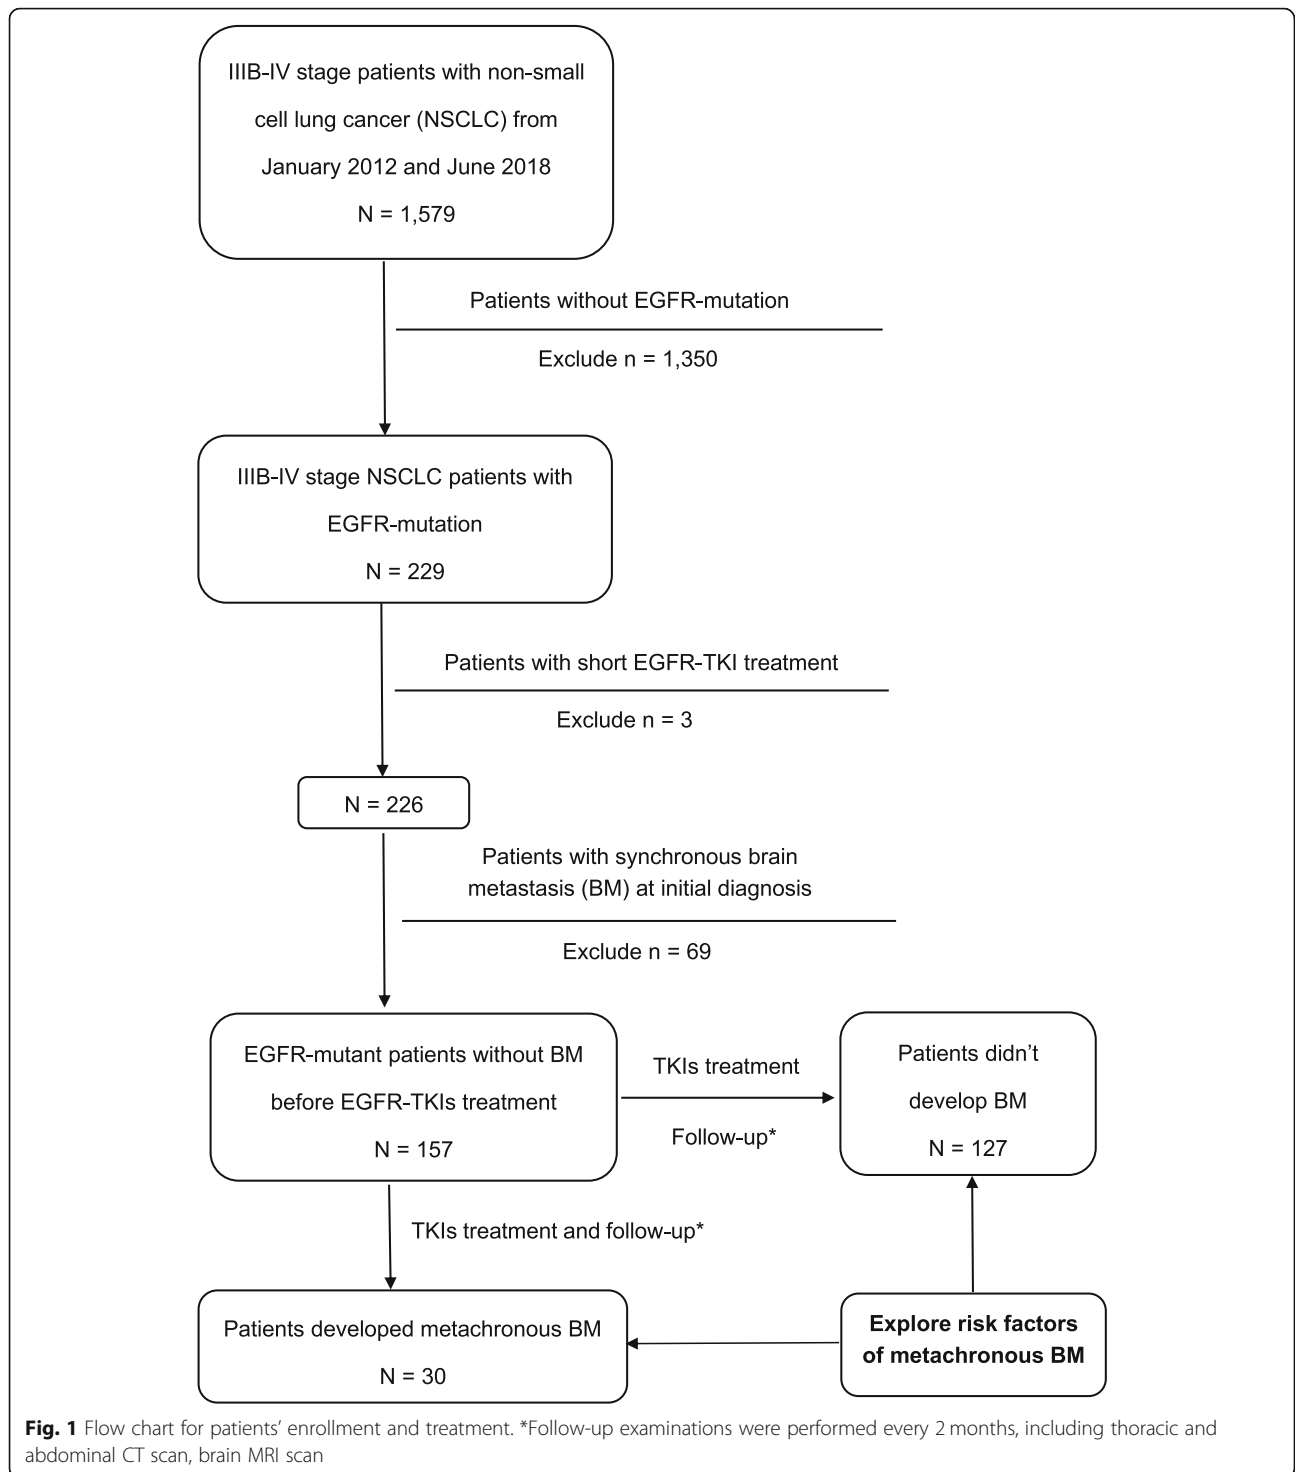 IIIB-IV stage patients with non-small
cell lung cancer (NSCLC) from
January 2012 and June 2018
N = 1,579
Patients without EGFR-mutation
Exclude n = 1,350
IIIB-IV stage NSCLC patients with
EGFR-mutation
N = 229
Patients with short EGFR-TKI treatment
Exclude n = 3
N = 226
Patients with synchronous brain
metastasis (BM) at initial diagnosis
Exclude n = 69
EGFR-mutant patients without BM
before EGFR-TKIs treatment
N = 157
TKIs treatment
Follow-up*
Patients didn’t
develop BM
N = 127
TKIs treatment and follow-up*
Patients developed metachronous BM
N = 30
Explore risk factors
of metachronous BM
Fig. 1 Flow chart for patients’ enrollment and treatment. *Follow-up examinations were performed every 2 months, including thoracic and
abdominal CT scan, brain MRI scan